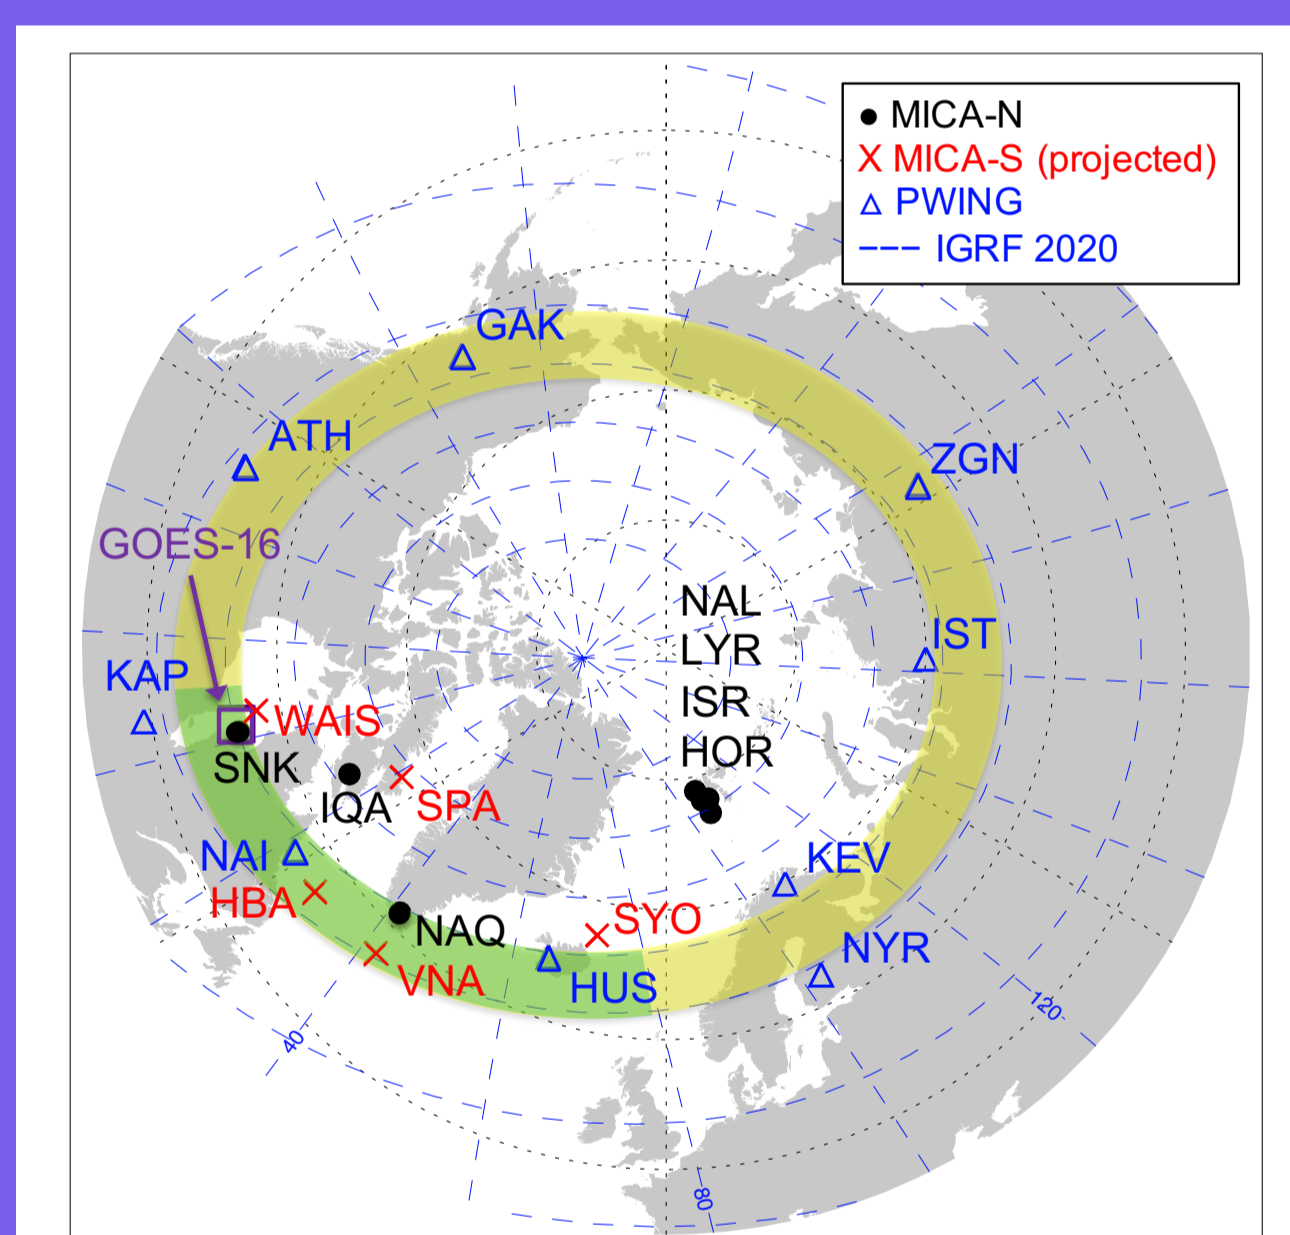 MICA-N
X MICA-S (projected)
PWING
IGRF 2020
GAK
ATH
ZGN
GOES-16
NAL
LYR
ISR
HOR
IST
KAP
WAIS
SNK
IQA
SPA
NAI
KEV
HBA
NAQ
SYO
NYR
VNA
HUS
120
40
80